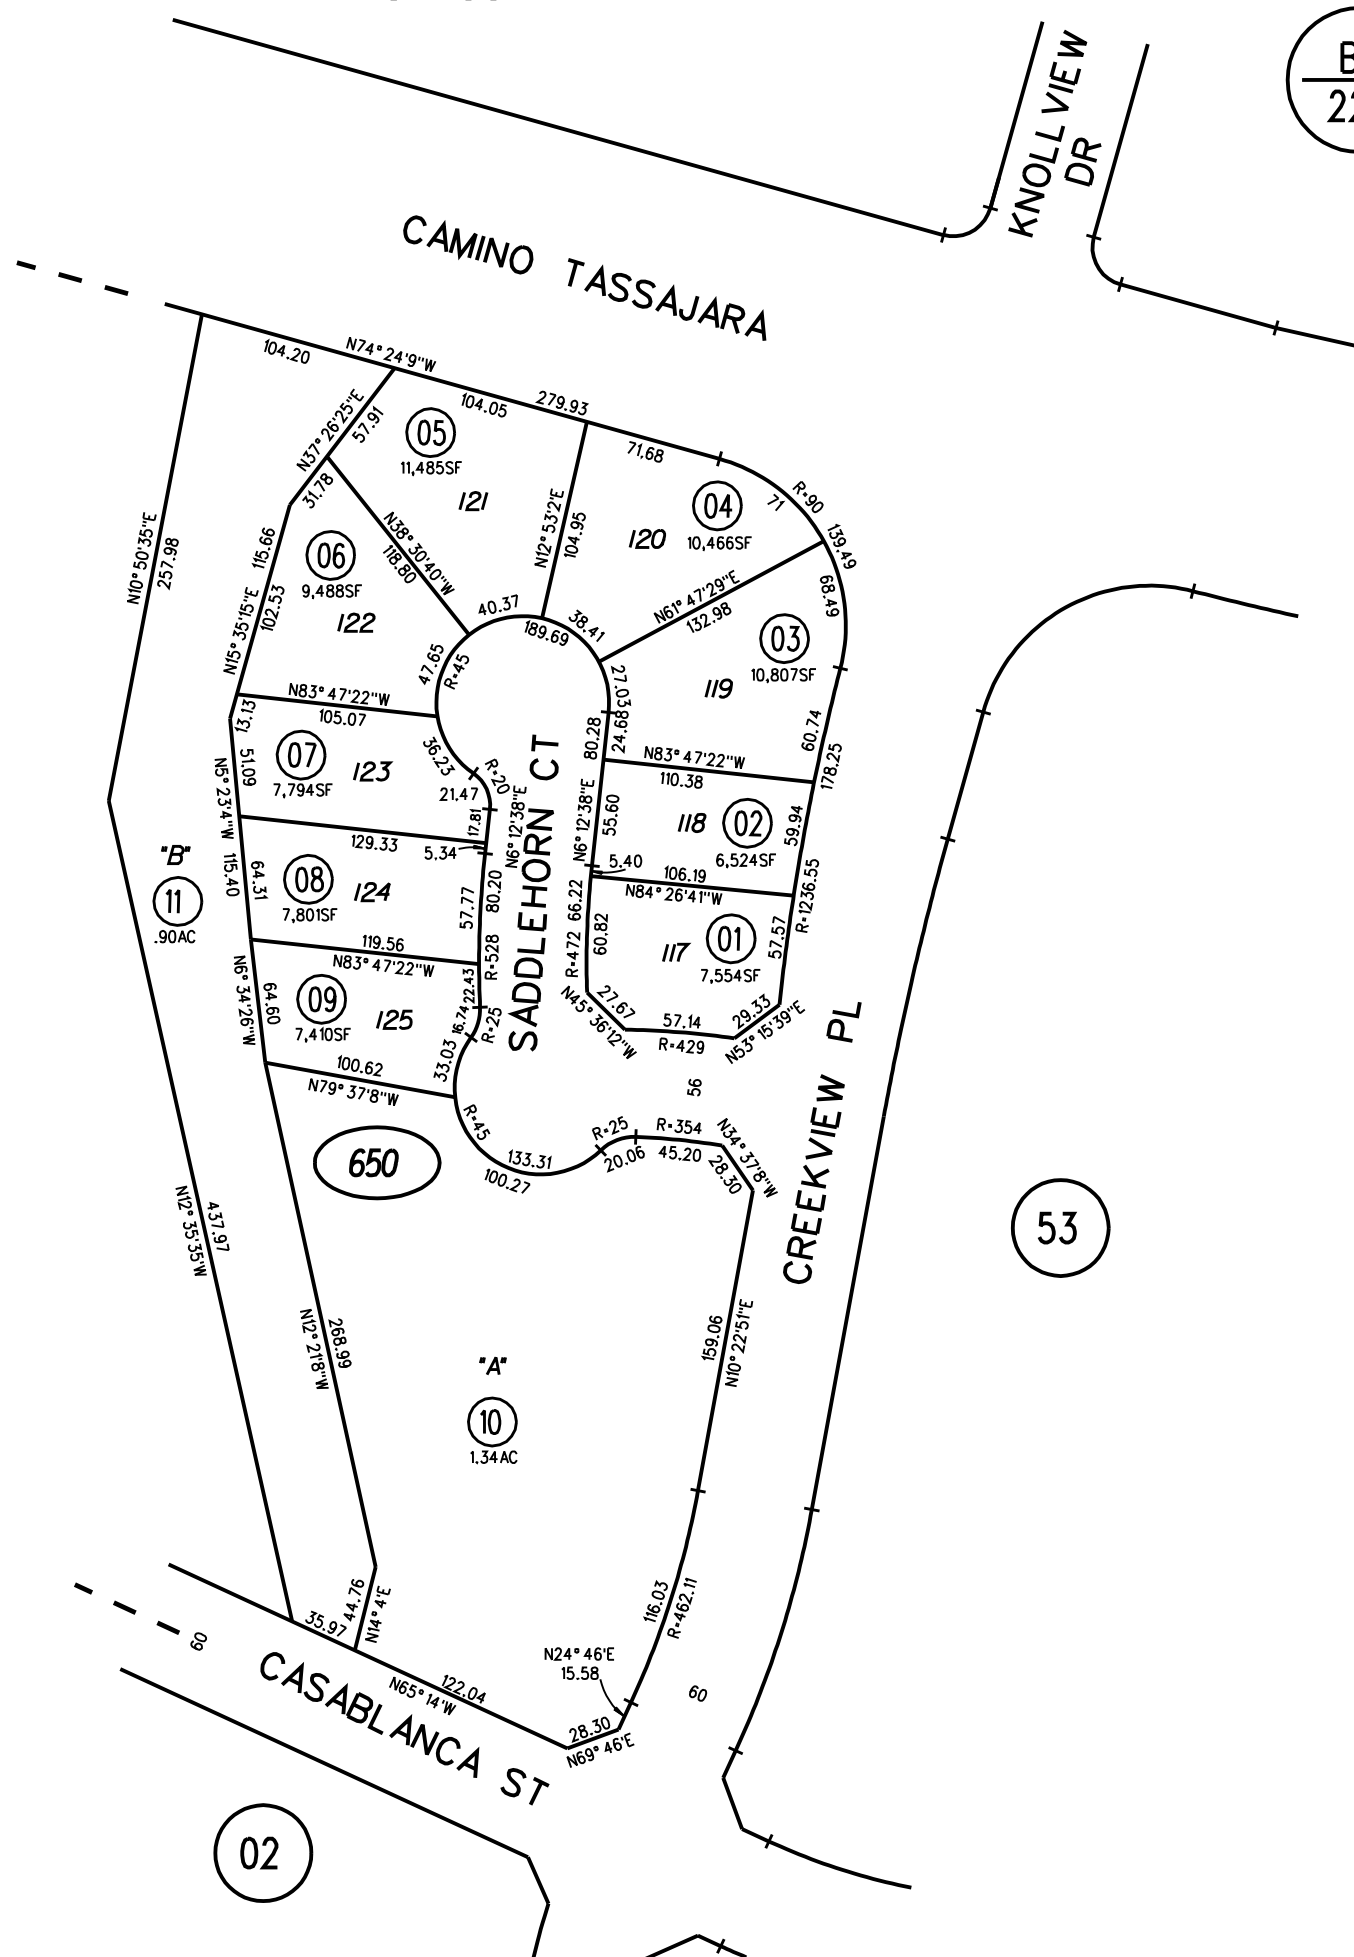 KNOLLVIEW
DR
B
22
CAMINO TASSAJARA
N74°24'9"W
104.20
104.05
279.93
71.68
N37°26'25"E
57.91
31.78
05
11,485SF
121
N12°53'2"E
104.95
04
10,466SF
120
71
R=90
139.49
68.49
N10°50'35"E
257.98
115.66
102.53
N15°35'15"E
06
9,488SF
122
N38°30'40"W
118.80
40.37
189.69
38.41
N61°47'29"E
132.98
03
10,807SF
119
47.65
R=45
27.03
24.89
80.28
60.74
178.25
N83°47'22"W
105.07
13.13
51.09
N5°23'4"W
115.40
07
7,794SF
123
36.23
R=20
21.47
17.81
N6°12'38"E
N83°47'22"W
110.38
118
02
6,524SF
N6°12'38"E
55.60
59.94
R=1236.55
129.33
5.34
5.40
106.19
N84°26'41"W
"B"
11
.90AC
64.31
08
7,801SF
124
57.77
80.20
R=528
SADDLEHORN CT
66.22
R=472
60.82
117
01
7,554SF
57.57
119.56
N83°47'22"W
N6°34'26"W
64.60
09
7,410SF
125
22.43
16.74
R=25
33.03
27.67
N45°36'12"W
57.14
R=429
29.33
N53°15'39"E
100.62
N79°37'8"W
56
CREEKVIEW PL
650
R=45
133.31
100.27
R=25
20.06
R=354
45.20
N34°37'8"W
28.30
437.97
N12°35'35"W
53
N12°21'8"W
268.99
159.06
N10°22'51"E
"A"
10
1.34AC
116.03
R=462.11
44.76
N14°4'E
35.97
60
N24°46'E
15.58
60
122.04
N65°14'W
28.30
N69°46'E
CASABLANCA ST
02